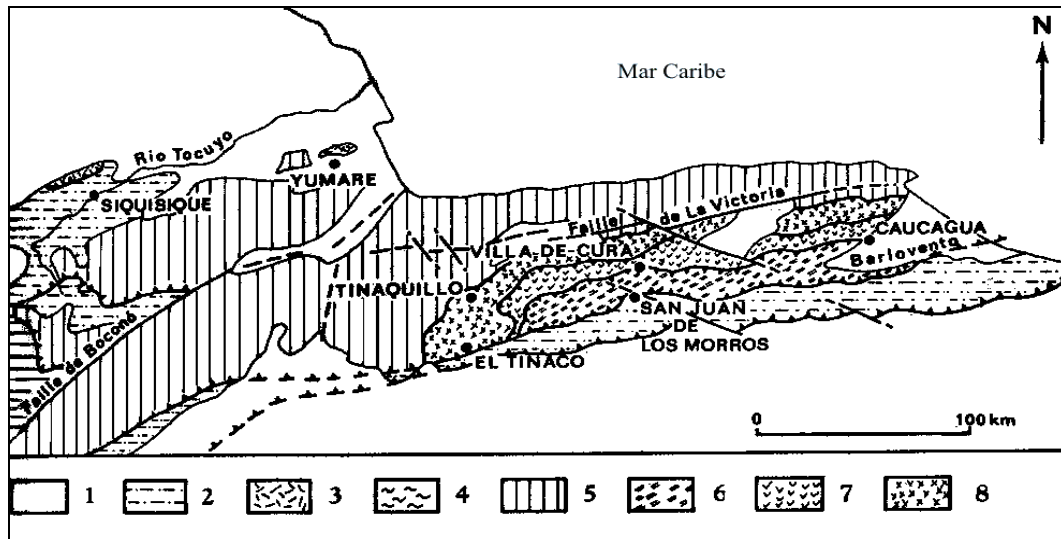 N
Mar Caribe
Rio Tocuyo
YUMARE
SIQUISIQUE
Faille de La Victoria
CAUCAGUA
VILLA-DE-CURA
Barlovento
TINAQUILLO
SAN JUAN
DE
LOS MORROS
Faille de Boconó
EL TINACO
0 100 km
1 2 3 4 5 6 7 8